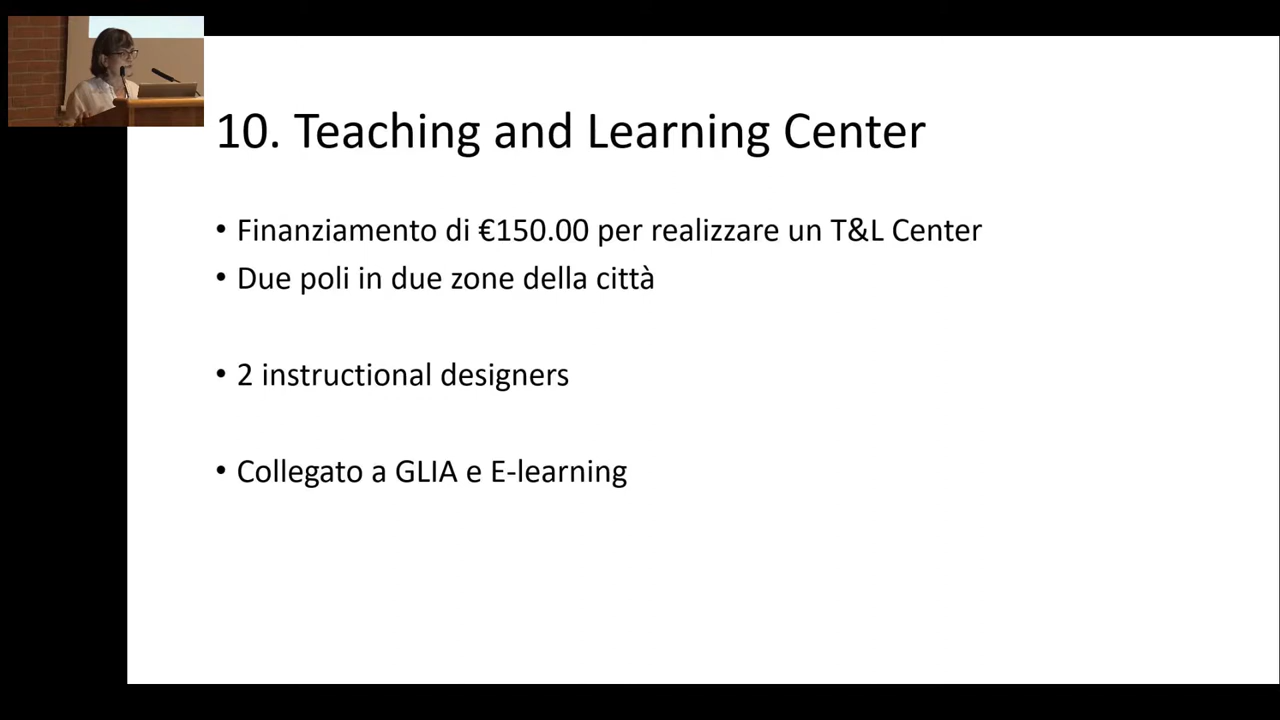 10. Teaching and Learning Center
• Finanziamento di €150.00 per realizzare un T&L Center
• Due poli in due zone della città
• 2 instructional designers
• Collegato a GLIA e E-learning